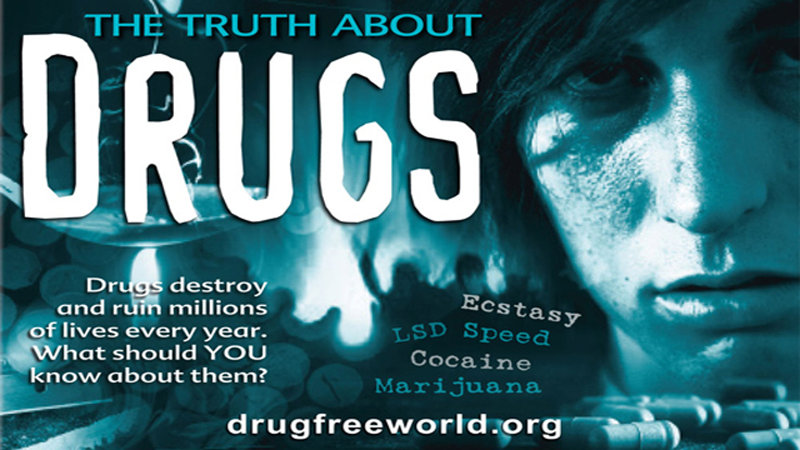 THE TRUTH ABOUT
DRUGS
Drugs destroy
and ruin millions
of lives every year.
What should YOU
know about them?
Ecstasy
LSD Speed
Cocaine
Marijuana
drugfreeworld.org